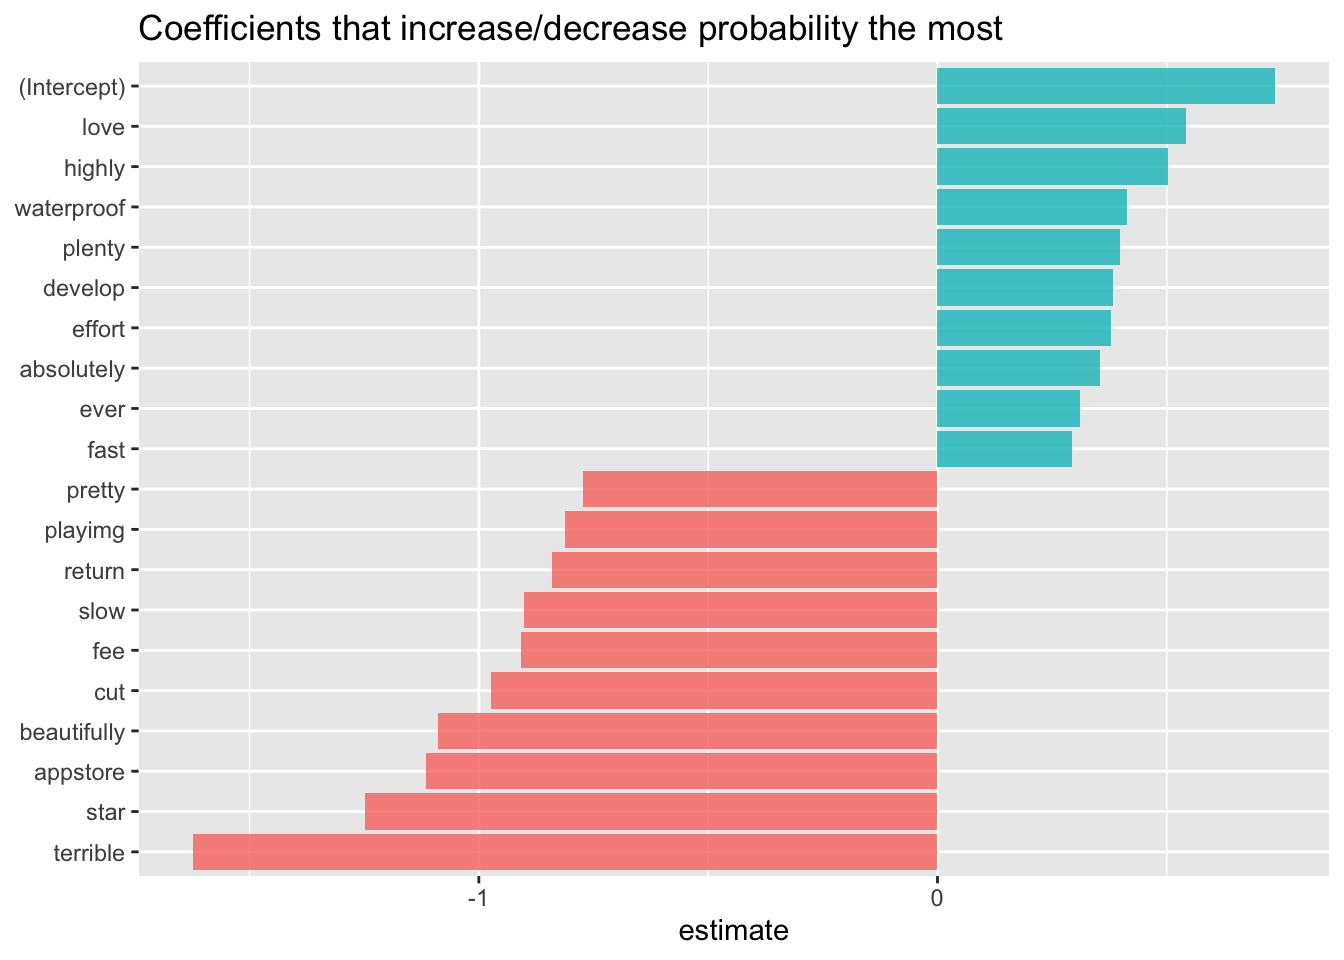 Coefficients that increase/decrease probability the most
(Intercept)
love
highly
waterproof
plenty
develop
effort
absolutely
ever
fast
pretty
playimg
return
slow
fee
cut
beautifully
appstore
star
terrible
-1 0
estimate